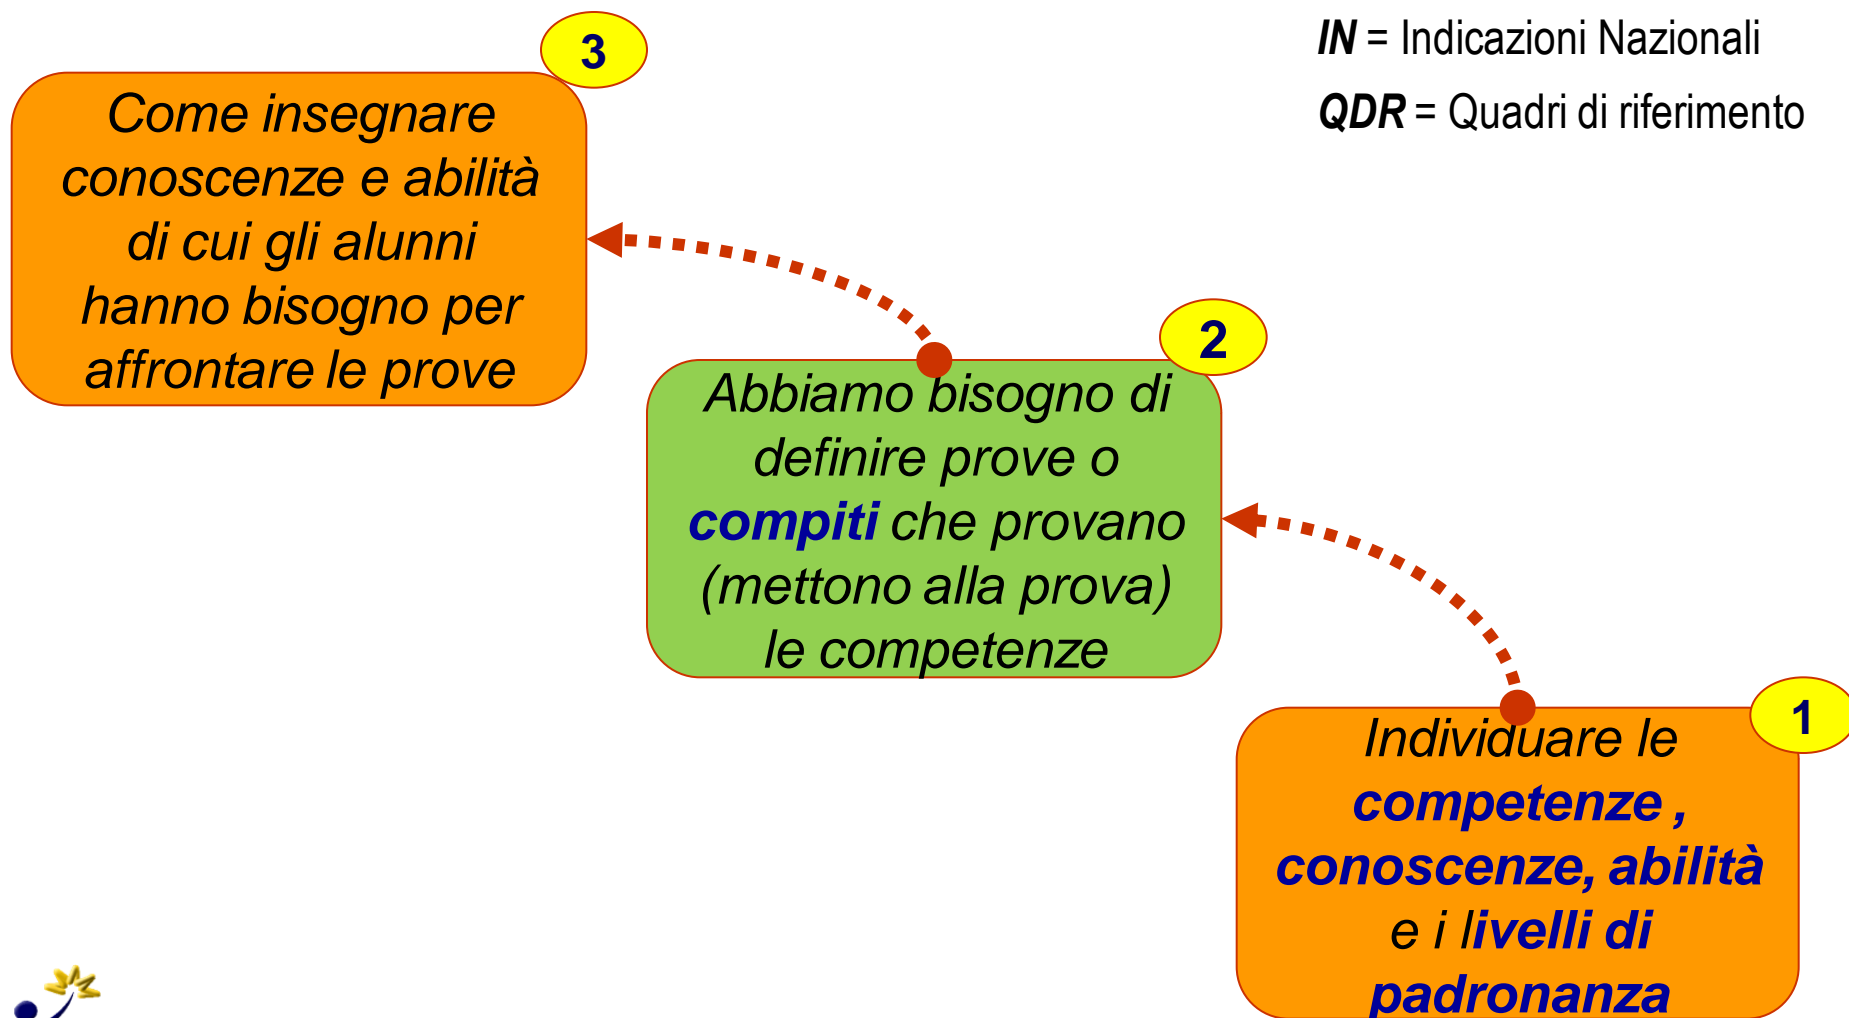 IN = Indicazioni Nazionali
QDR = Quadri di riferimento
3
Come insegnare
conoscenze e abilità
di cui gli alunni
hanno bisogno per
affrontare le prove
2
Abbiamo bisogno di
definire prove o
compiti che provano
(mettono alla prova)
le competenze
1
Individuare le
competenze ,
conoscenze, abilità
e i livelli di
padronanza